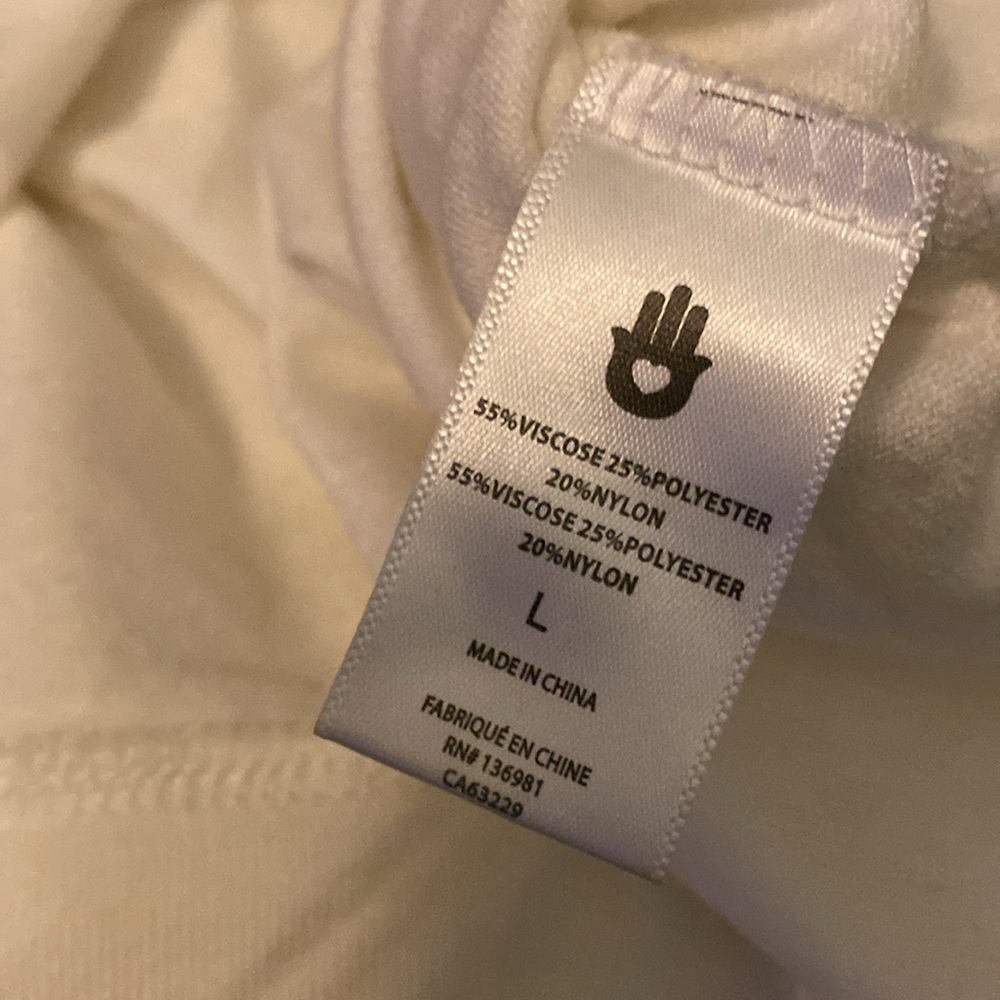 55%VISCOSE 25%POLYESTER
20%NYLON
55%VISCOSE 25%POLYESTER
20%NYLON
L
MADE IN CHINA
FABRIQUÉ EN CHINE
RN# 136981
CA63229